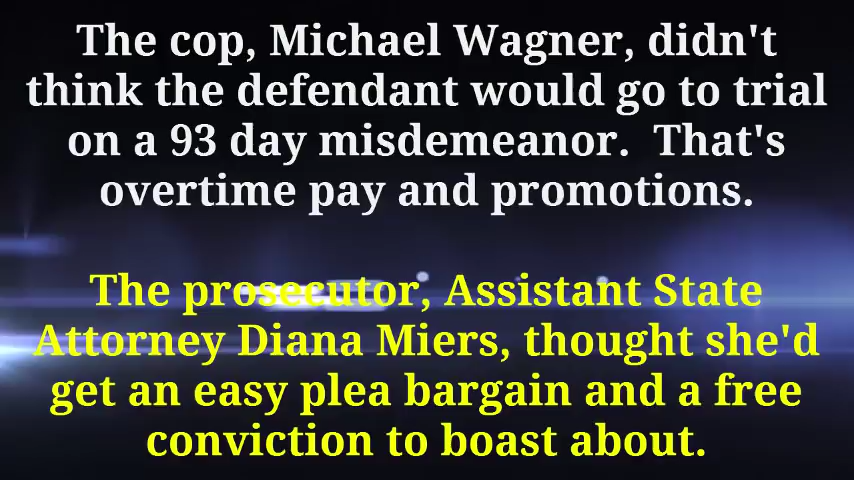 The cop, Michael Wagner, didn't
think the defendant would go to trial
on a 93 day misdemeanor.  That's
overtime pay and promotions.
The prosecutor, Assistant State
Attorney Diana Miers, thought she'd
get an easy plea bargain and a free
conviction to boast about.